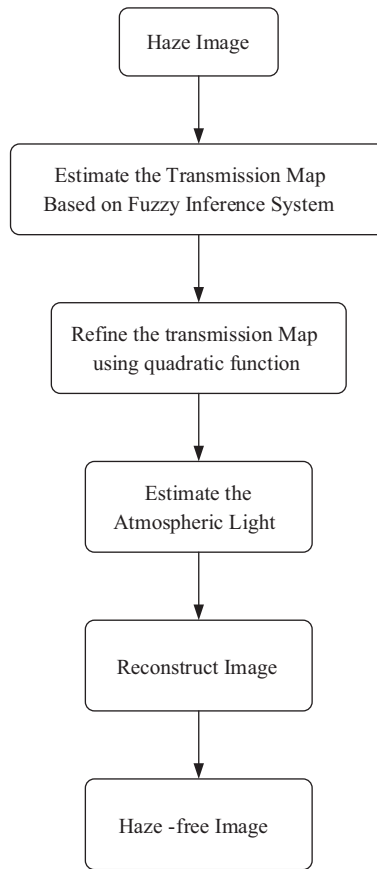 Haze Image
Estimate the Transmission Map
Based on Fuzzy Inference System
Refine the transmission Map
using quadratic function
Estimate the
Atmospheric Light
Reconstruct Image
Haze -free Image